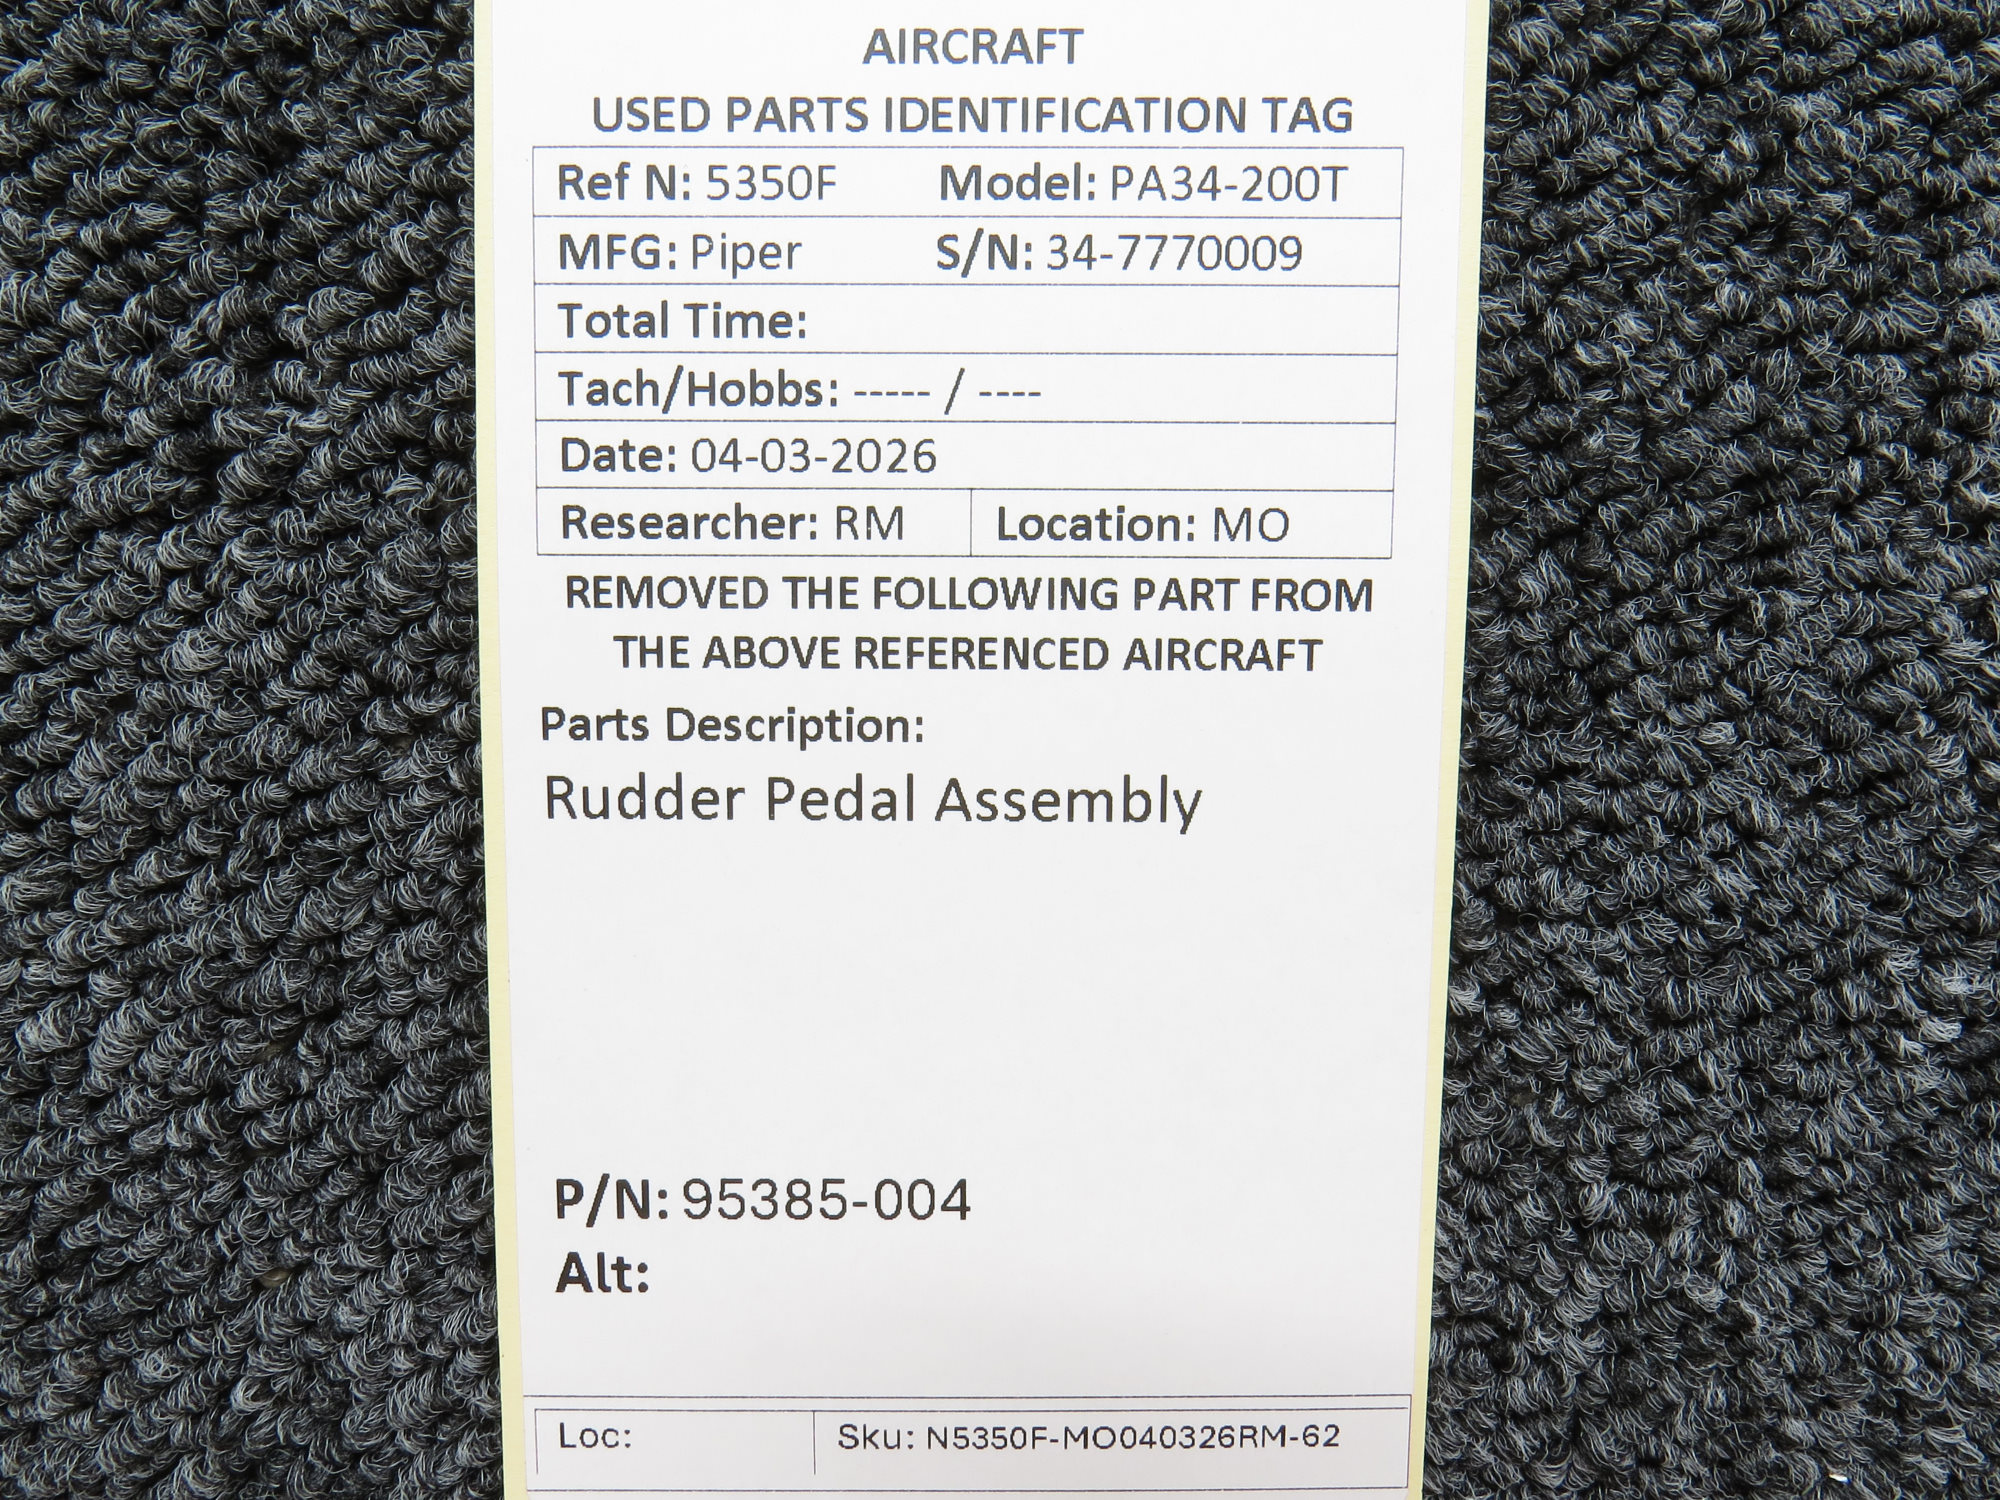 AIRCRAFT
USED PARTS IDENTIFICATION TAG
Ref N: 5350F Model: PA34-200T
MFG: Piper S/N: 34-7770009
Total Time:
Tach/Hobbs: ----- / ----
Date: 04-03-2026
Researcher: RM Location: MO
REMOVED THE FOLLOWING PART FROM
THE ABOVE REFERENCED AIRCRAFT
Parts Description:
Rudder Pedal Assembly
P/N: 95385-004
Alt:
Loc: Sku: N5350F-MO040326RM-62